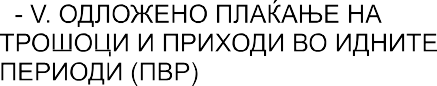 - V. ОДЛОЖЕНО ПЛАЌАЊЕ НА
ТРОШОЦИ И ПРИХОДИ ВО ИДНИТЕ
ПЕРИОДИ (ПВР)